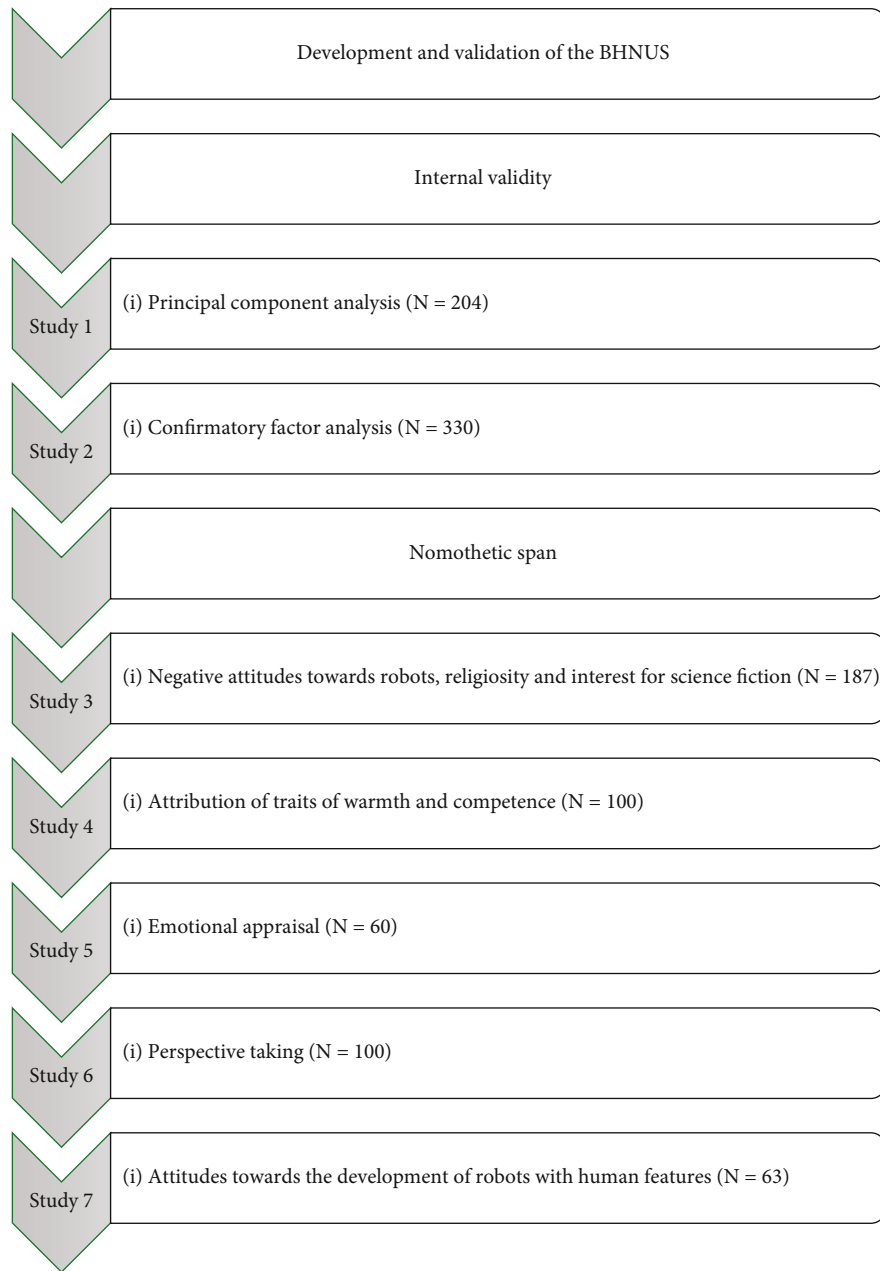 Development and validation of the BHNUS
Internal validity
Study 1
(i) Principal component analysis (N = 204)
Study 2
(i) Confirmatory factor analysis (N = 330)
Nomothetic span
Study 3
(i) Negative attitudes towards robots, religiosity and interest for science fiction (N = 187)
Study 4
(i) Attribution of traits of warmth and competence (N = 100)
Study 5
(i) Emotional appraisal (N = 60)
Study 6
(i) Perspective taking (N = 100)
Study 7
(i) Attitudes towards the development of robots with human features (N = 63)